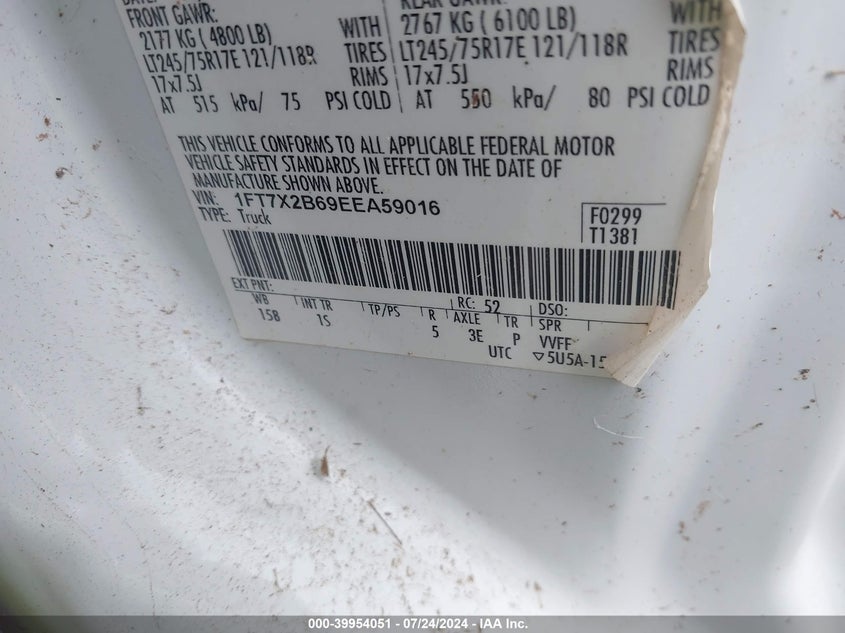 FRONT GAWR:
2177 KG ( 4800 LB) WITH
LT245/75R17E 121/118R TIRES
17x7.5J RIMS
AT 515 kPa/ 75 PSI COLD
2767 KG ( 6100 LB) WITH
LT245/75R17E 121/118R TIRES
17x7.5J RIMS
AT 550 kPa/ 80 PSI COLD
THIS VEHICLE CONFORMS TO ALL APPLICABLE FEDERAL MOTOR
VEHICLE SAFETY STANDARDS IN EFFECT ON THE DATE OF
MANUFACTURE SHOWN ABOVE.
VIN: 1FT7X2B69EEA59016
TYPE: Truck
F0299
T1381
EXT PNT: RC: 52 DSO:
WB INT TR TP/PS R AXLE TR SPR
158 1S 5 3E P VVFF
UTC ▽5U5A-15
000-39954051 - 07/24/2024 - IAA Inc.